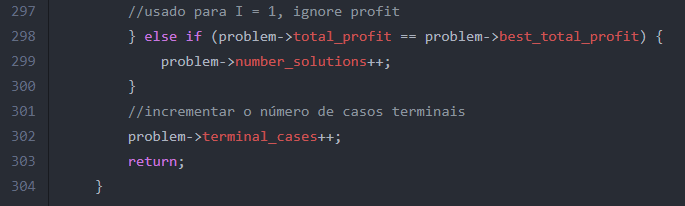 297 //usado para I = 1, ignore profit
298 } else if (problem->total_profit == problem->best_total_profit) {
299 problem->number_solutions++;
300 }
301 //incrementar o número de casos terminais
302 problem->terminal_cases++;
303 return;
304 }